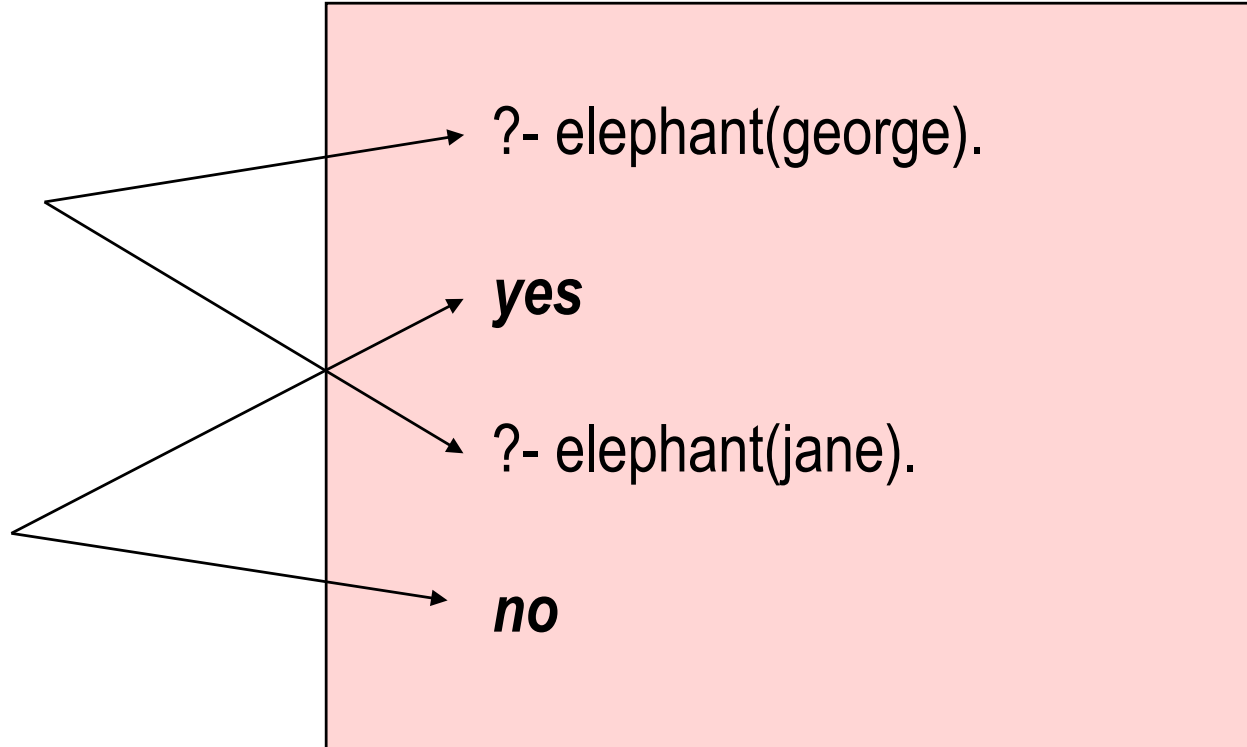 ?- elephant(george).
yes
?- elephant(jane).
no